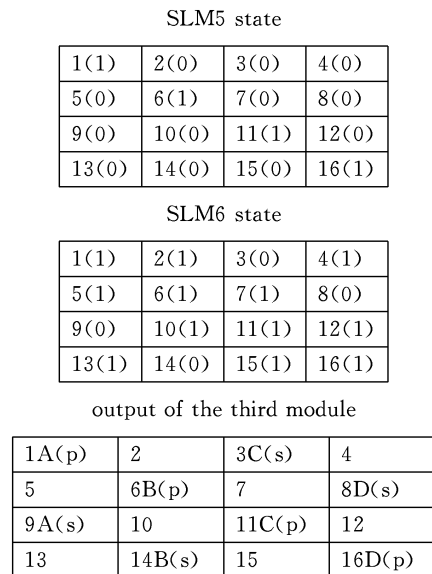 SLM5 state
1(1) 2(0) 3(0) 4(0)
5(0) 6(1) 7(0) 8(0)
9(0) 10(0) 11(1) 12(0)
13(0) 14(0) 15(0) 16(1)
SLM6 state
1(1) 2(1) 3(0) 4(1)
5(1) 6(1) 7(1) 8(0)
9(0) 10(1) 11(1) 12(1)
13(1) 14(0) 15(1) 16(1)
output of the third module
1A(p) 2 3C(s) 4
5 6B(p) 7 8D(s)
9A(s) 10 11C(p) 12
13 14B(s) 15 16D(p)